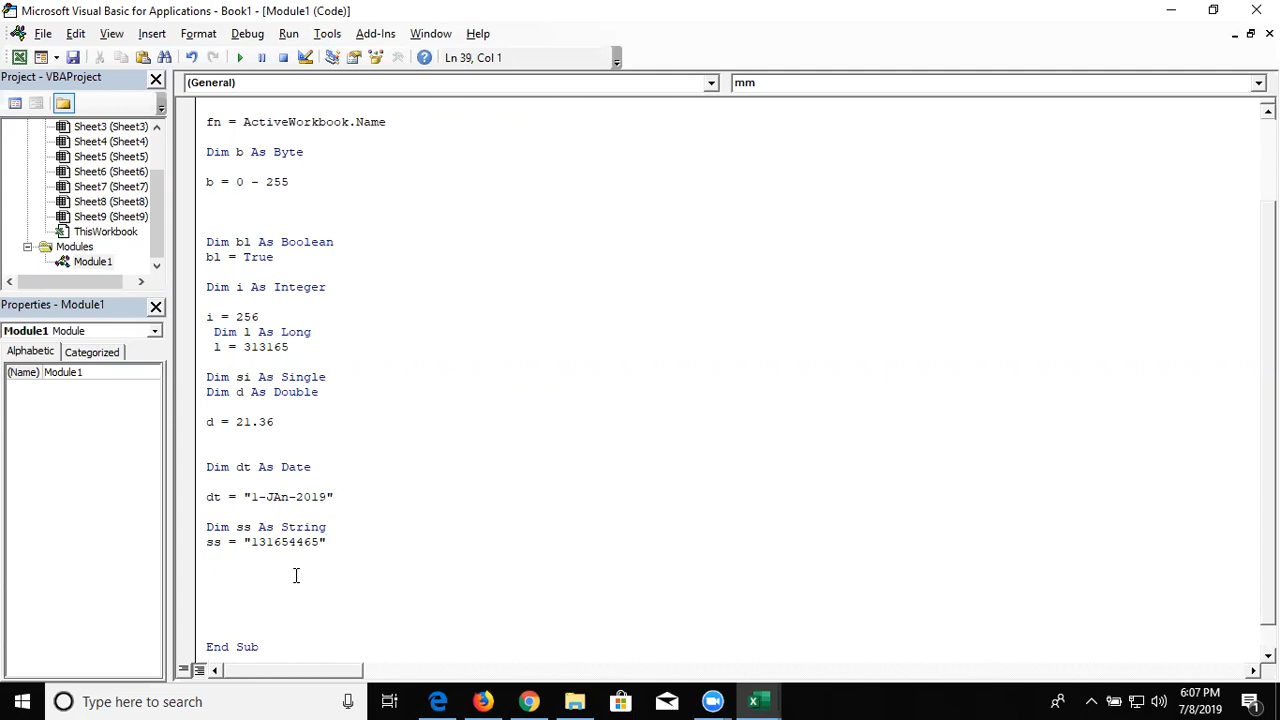 Microsoft Visual Basic for Applications - Book1 - [Module1 (Code)]
File Edit View Insert Format Debug Run Tools Add-Ins Window Help
Ln 39, Col 1
Project - VBAProject
(General)
mm
Sheet3 (Sheet3)
Sheet4 (Sheet4)
Sheet5 (Sheet5)
Sheet6 (Sheet6)
Sheet7 (Sheet7)
Sheet8 (Sheet8)
Sheet9 (Sheet9)
ThisWorkbook
Modules
Module1
Properties - Module1
Module1 Module
Alphabetic Categorized
(Name) Module1
fn = ActiveWorkbook.Name
Dim b As Byte
b = 0 - 255
Dim bl As Boolean
bl = True
Dim i As Integer
i = 256
Dim l As Long
l = 313165
Dim si As Single
Dim d As Double
d = 21.36
Dim dt As Date
dt = "1-JAn-2019"
Dim ss As String
ss = "131654465"
End Sub
Type here to search
6:07 PM
7/8/2019
1